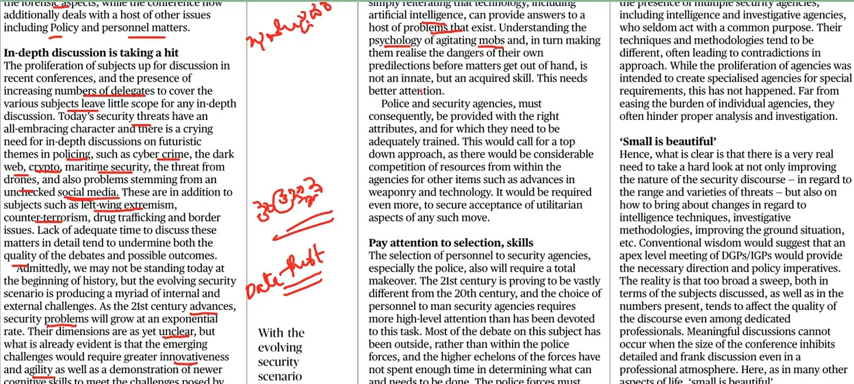 the forensic aspects, while the conference now
additionally deals with a host of other issues
including Policy and personnel matters.
In-depth discussion is taking a hit
The proliferation of subjects up for discussion in
recent conferences, and the presence of
increasing numbers of delegates to cover the
various subjects leave little scope for any in-depth
discussion. Today's security threats have an
all-embracing character and there is a crying
need for in-depth discussions on futuristic
themes in policing, such as cyber crime, the dark
web, crypto, maritime security, the threat from
drones, and also problems stemming from an
unchecked social media. These are in addition to
subjects such as left-wing extremism,
counter-terrorism, drug trafficking and border
issues. Lack of adequate time to discuss these
matters in detail tend to undermine both the
quality of the debates and possible outcomes.
Admittedly, we may not be standing today at
the beginning of history, but the evolving security
scenario is producing a myriad of internal and
external challenges. As the 21st century advances,
security problems will grow at an exponential
rate. Their dimensions are as yet unclear, but
what is already evident is that the emerging
challenges would require greater innovativeness
and agility as well as a demonstration of newer
cognitive skills to meet the challenges posed by
Data theft
With the
evolving
security
scenario
simply reiterating that technology, including
artificial intelligence, can provide answers to a
host of problems that exist. Understanding the
psychology of agitating mobs and, in turn making
them realise the dangers of their own
predilections before matters get out of hand, is
not an innate, but an acquired skill. This needs
better attention.
Police and security agencies, must
consequently, be provided with the right
attributes, and for which they need to be
adequately trained. This would call for a top
down approach, as there would be considerable
competition of resources from within the
agencies for other items such as advances in
weaponry and technology. It would be required
even more, to secure acceptance of utilitarian
aspects of any such move.
Pay attention to selection, skills
The selection of personnel to security agencies,
especially the police, also will require a total
makeover. The 21st century is proving to be vastly
different from the 20th century, and the choice of
personnel to man security agencies requires
more high-level attention than has been devoted
to this task. Most of the debate on this subject has
been outside, rather than within the police
forces, and the higher echelons of the forces have
not spent enough time in determining what can
and needs to be done. The police forces must
the presence of multiple security agencies,
including intelligence and investigative agencies,
who seldom act with a common purpose. Their
techniques and methodologies tend to be
different, often leading to contradictions in
approach. While the proliferation of agencies was
intended to create specialised agencies for special
requirements, this has not happened. Far from
easing the burden of individual agencies, they
often hinder proper analysis and investigation.
'Small is beautiful'
Hence, what is clear is that there is a very real
need to take a hard look at not only improving
the nature of the security discourse – in regard to
the range and varieties of threats – but also on
how to bring about changes in regard to
intelligence techniques, investigative
methodologies, improving the ground situation,
etc. Conventional wisdom would suggest that an
apex level meeting of DGPs/IGPs would provide
the necessary direction and policy imperatives.
The reality is that too broad a sweep, both in
terms of the subjects discussed, as well as in the
numbers present, tends to affect the quality of
the discourse even among dedicated
professionals. Meaningful discussions cannot
occur when the size of the conference inhibits
detailed and frank discussion even in a
professional atmosphere. Here, as in many other
aspects of life, 'small is beautiful'.